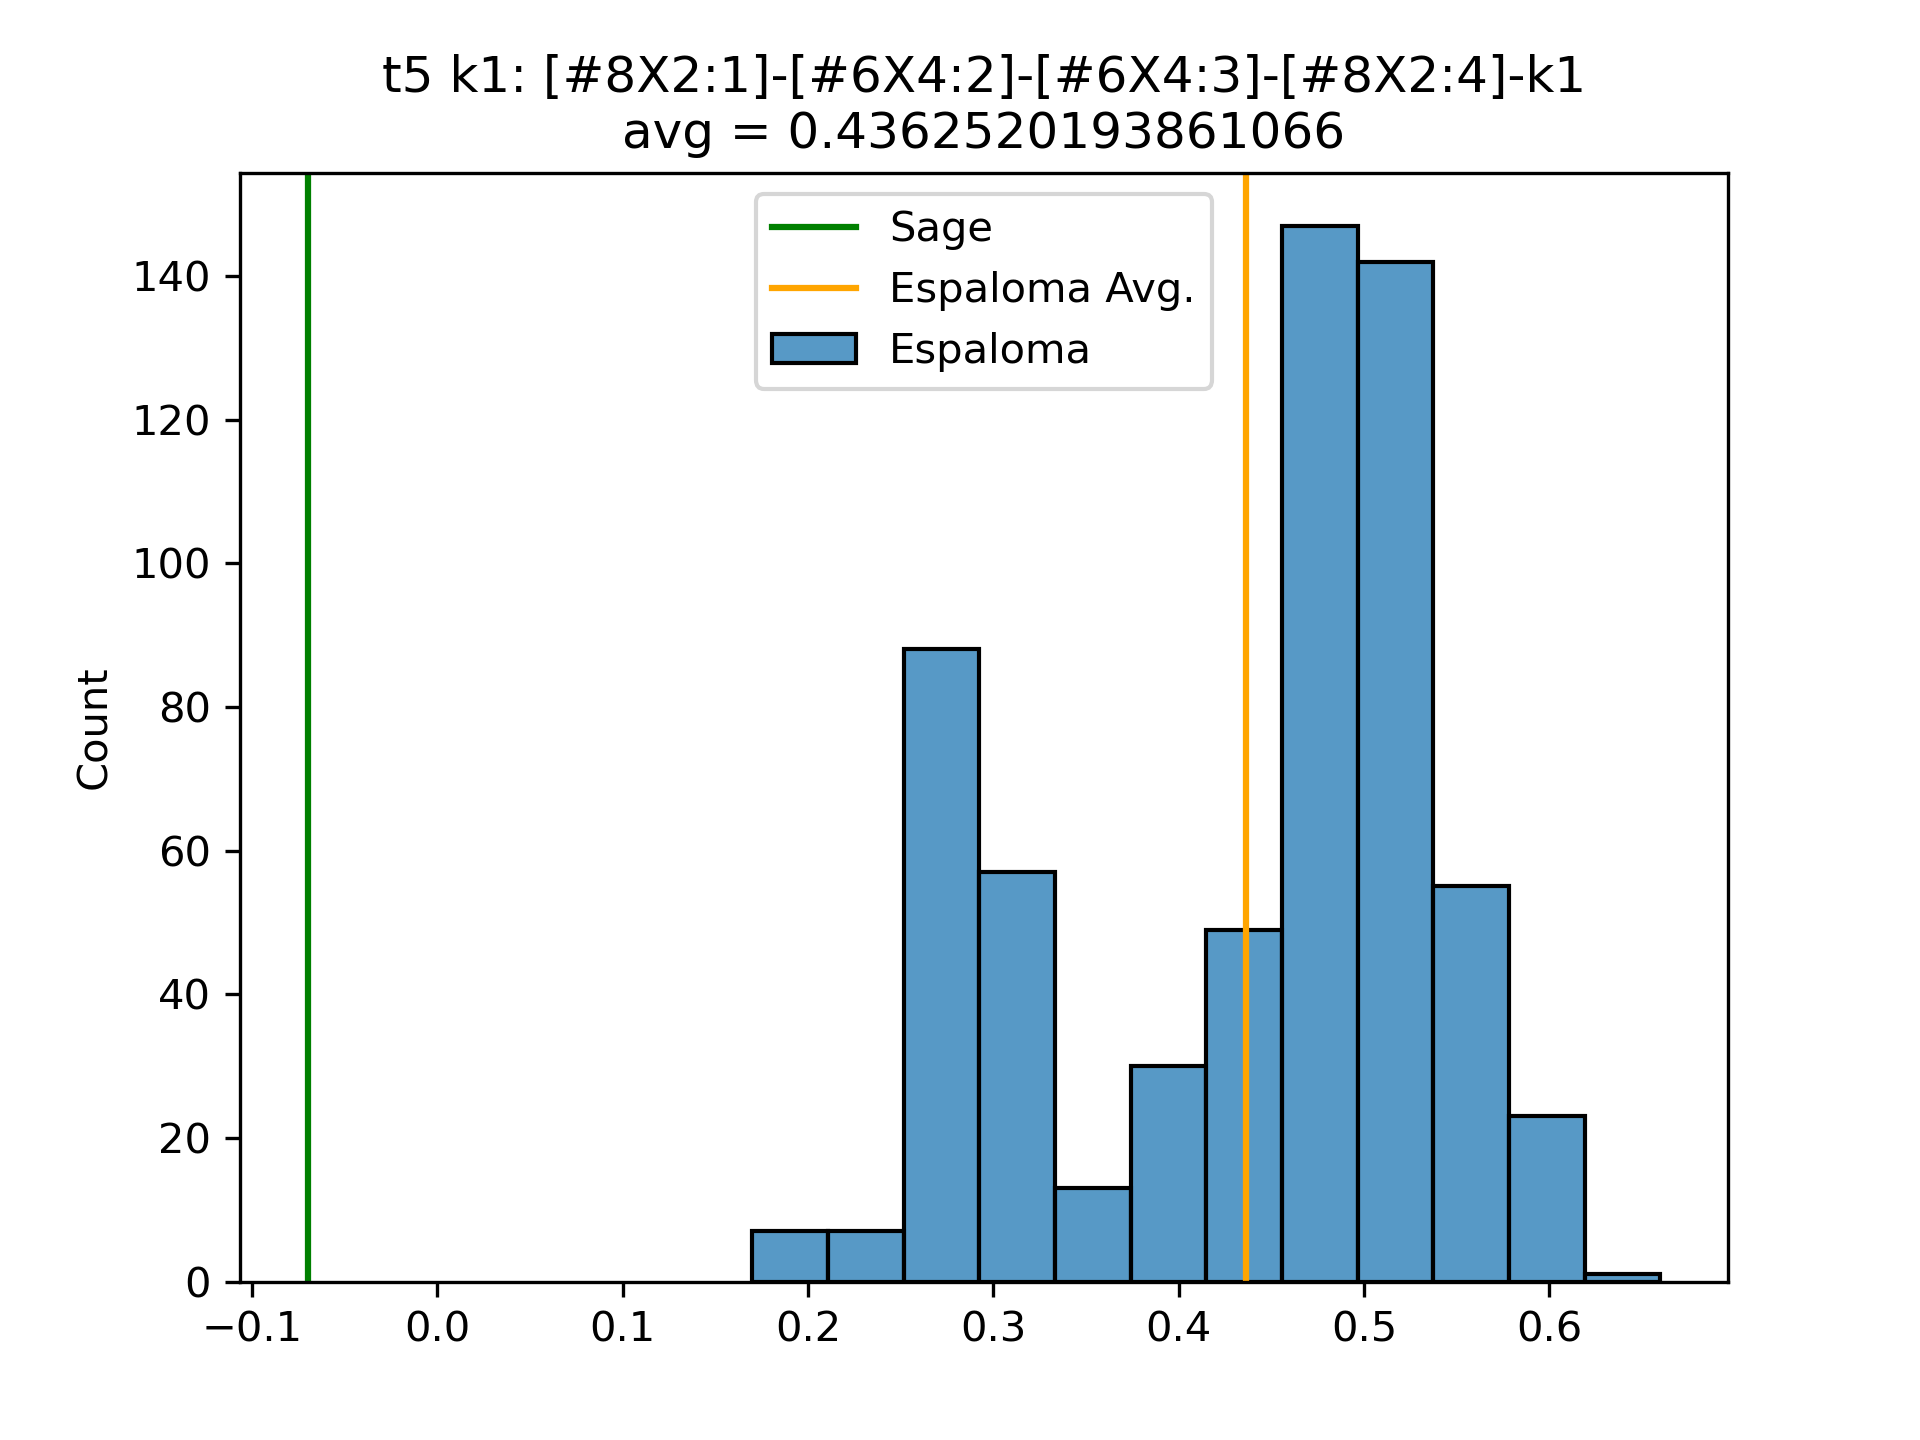 t5 k1: [#8X2:1]-[#6X4:2]-[#6X4:3]-[#8X2:4]-k1
avg = 0.4362520193861066
Sage
Espaloma Avg.
Espaloma
Count
140
120
100
80
60
40
20
0
−0.1 0.0 0.1 0.2 0.3 0.4 0.5 0.6